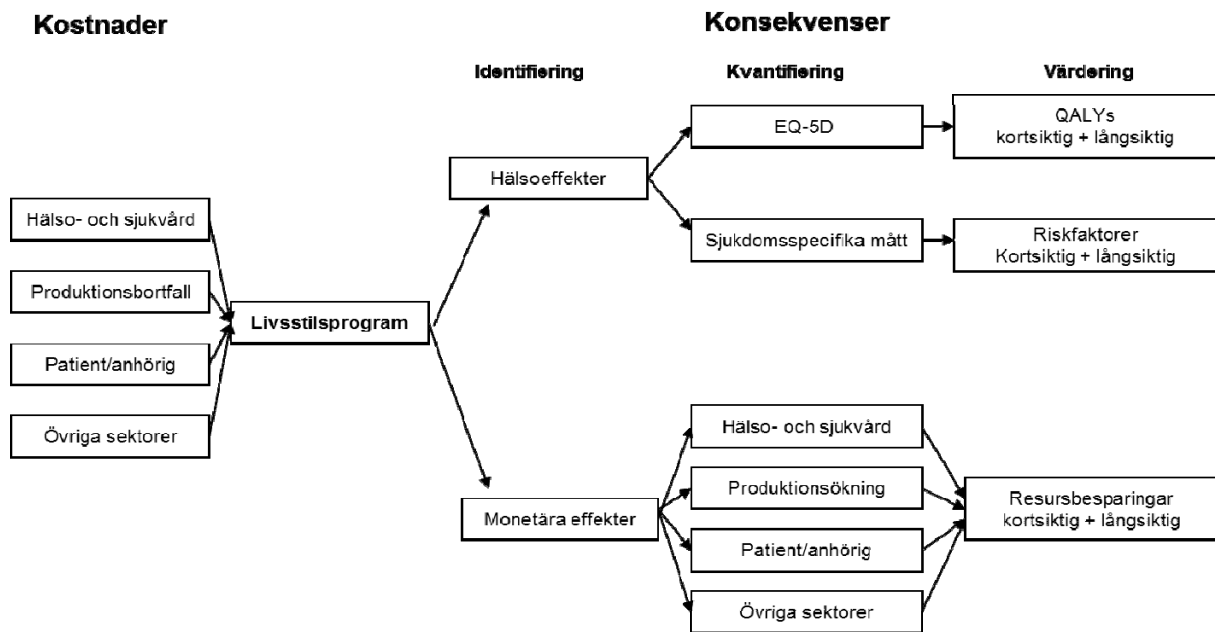 Kostnader
Konsekvenser
Identifiering
Kvantifiering
Värdering
EQ-5D
QALYs
kortsiktig + långsiktig
Hälsoeffekter
Sjukdomsspecifika mått
Riskfaktorer
Kortsiktig + långsiktig
Hälso- och sjukvård
Produktionsbortfall
Livsstilsprogram
Patient/anhörig
Övriga sektorer
Hälso- och sjukvård
Produktionsökning
Monetära effekter
Resursbesparingar
kortsiktig + långsiktig
Patient/anhörig
Övriga sektorer